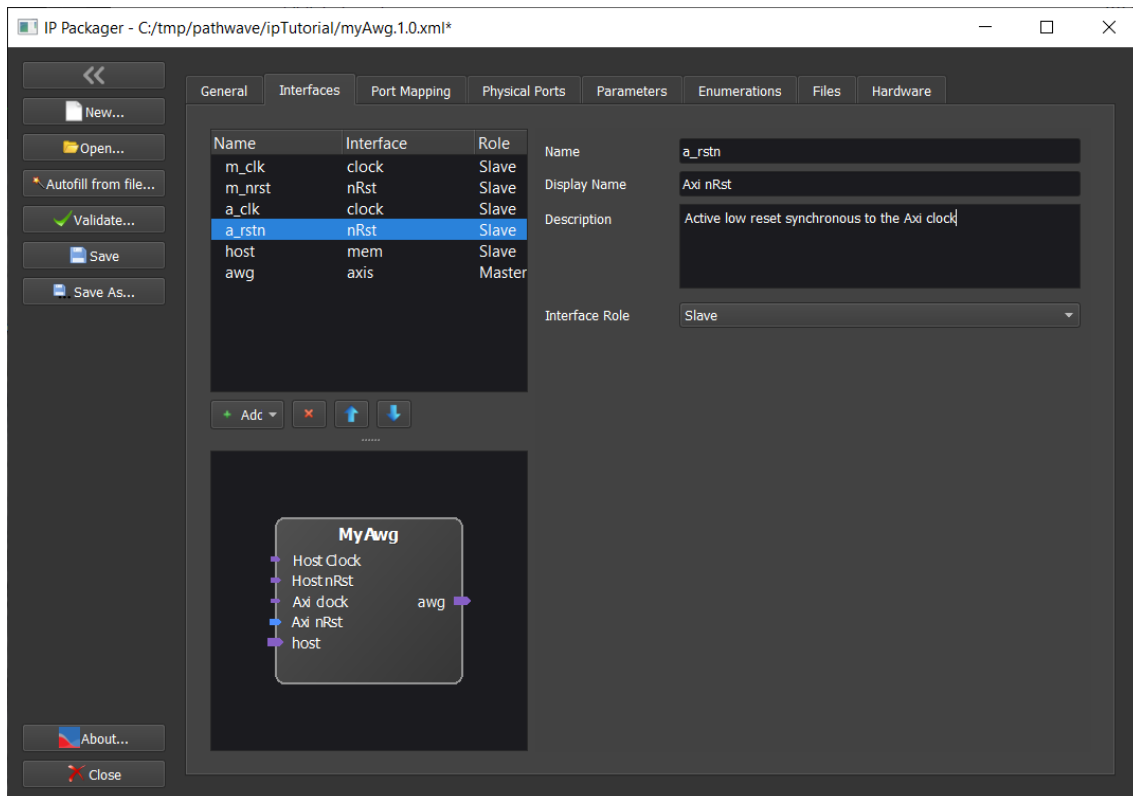 IP Packager - C:/tmp/pathwave/ipTutorial/myAwg.1.0.xml*
New...
Open...
Autofill from file...
Validate...
Save
Save As...
About...
Close
General Interfaces Port Mapping Physical Ports Parameters Enumerations Files Hardware
Name Interface Role
m_clk clock Slave
m_nrst nRst Slave
a_clk clock Slave
a_rstn nRst Slave
host mem Slave
awg axis Master
Adc
MyAwg
Host Clock
Host nRst
Axi clock awg
Axi nRst
host
Name a_rstn
Display Name Axi nRst
Description Active low reset synchronous to the Axi clock
Interface Role Slave